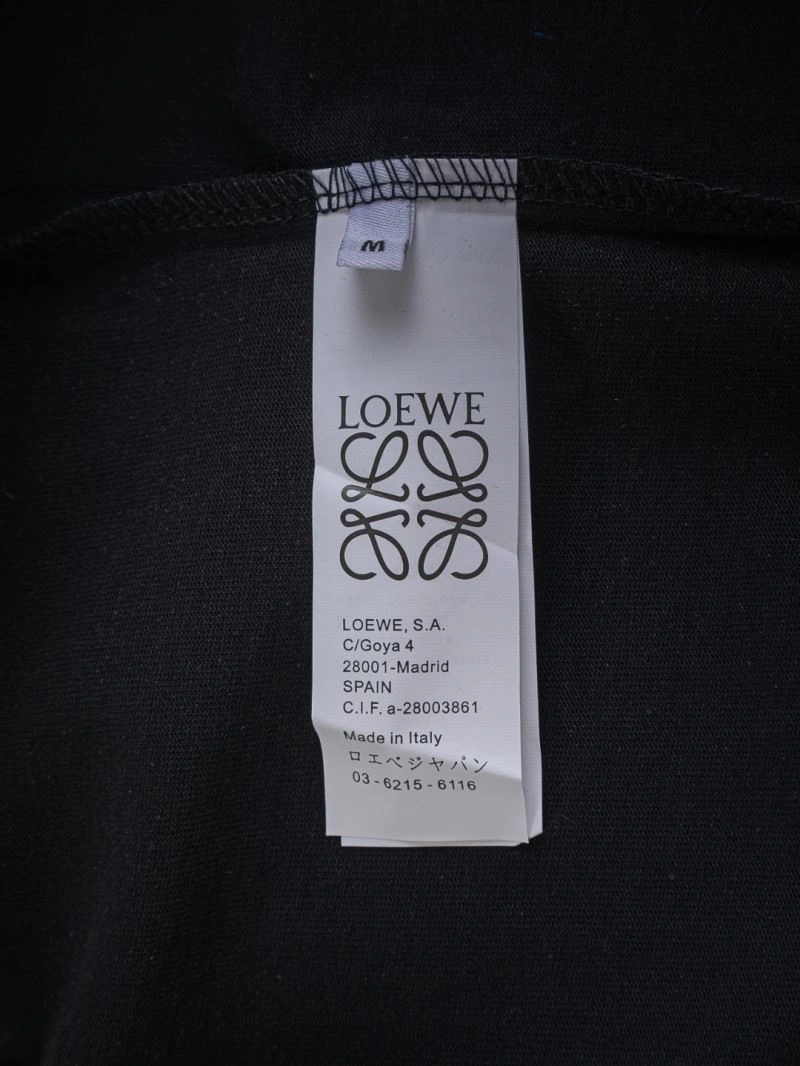 M
LOEWE
LOEWE, S.A.
C/Goya 4
28001-Madrid
SPAIN
C.I.F. a-28003861
Made in Italy
ロエベジャパン
03-6215-6116